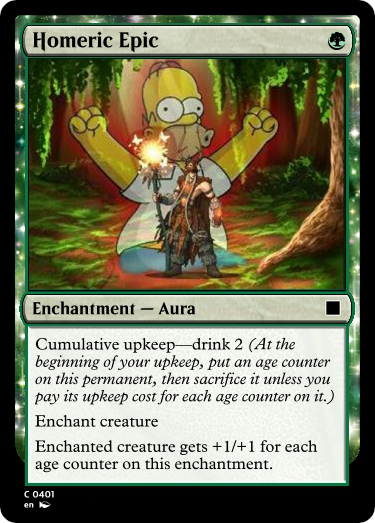 Homeric Epic
Enchantment — Aura
Cumulative upkeep—drink 2 (At the
beginning of your upkeep, put an age counter
on this permanent, then sacrifice it unless you
pay its upkeep cost for each age counter on it.)
Enchant creature
Enchanted creature gets +1/+1 for each
age counter on this enchantment.
C 0401
en